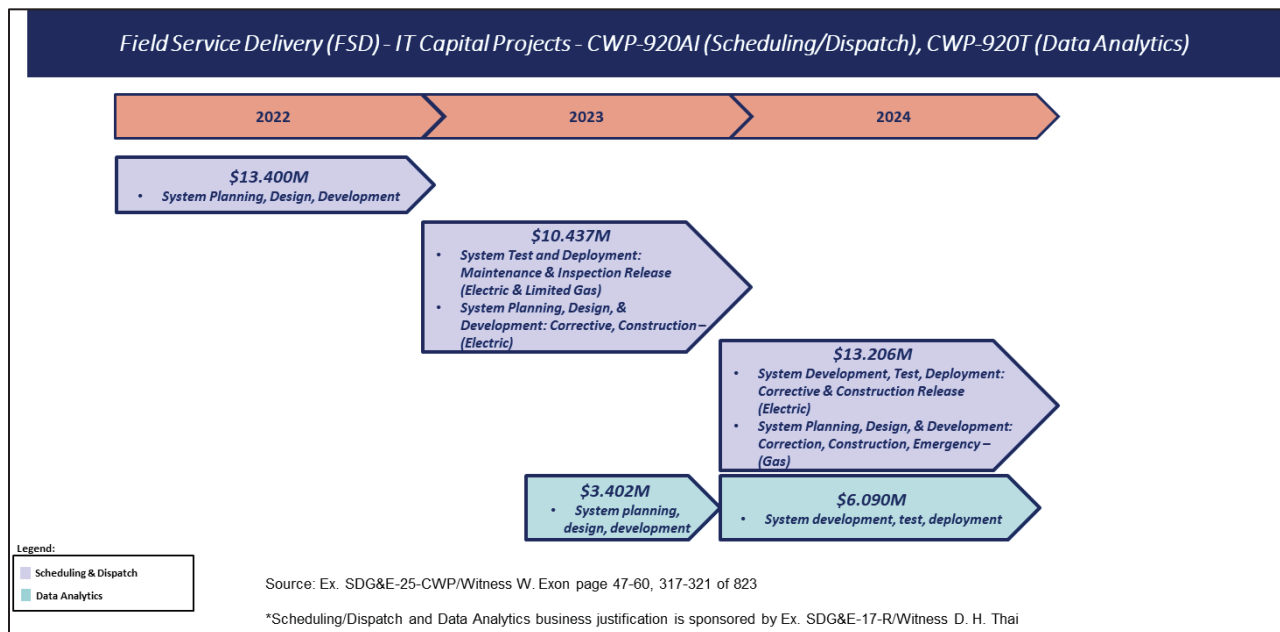 Field Service Delivery (FSD) - IT Capital Projects - CWP-920AI (Scheduling/Dispatch), CWP-920T (Data Analytics)
2022
2023
2024
$13.400M
• System Planning, Design, Development
$10.437M
• System Test and Deployment:
Maintenance & Inspection Release
(Electric & Limited Gas)
• System Planning, Design, &
Development: Corrective, Construction –
(Electric)
$13.206M
• System Development, Test, Deployment:
Corrective & Construction Release
(Electric)
• System Planning, Design, & Development:
Correction, Construction, Emergency –
(Gas)
$3.402M
• System planning,
design, development
$6.090M
• System development, test, deployment
Legend:
Scheduling & Dispatch
Data Analytics
Source: Ex. SDG&E-25-CWP/Witness W. Exon page 47-60, 317-321 of 823
*Scheduling/Dispatch and Data Analytics business justification is sponsored by Ex. SDG&E-17-R/Witness D. H. Thai